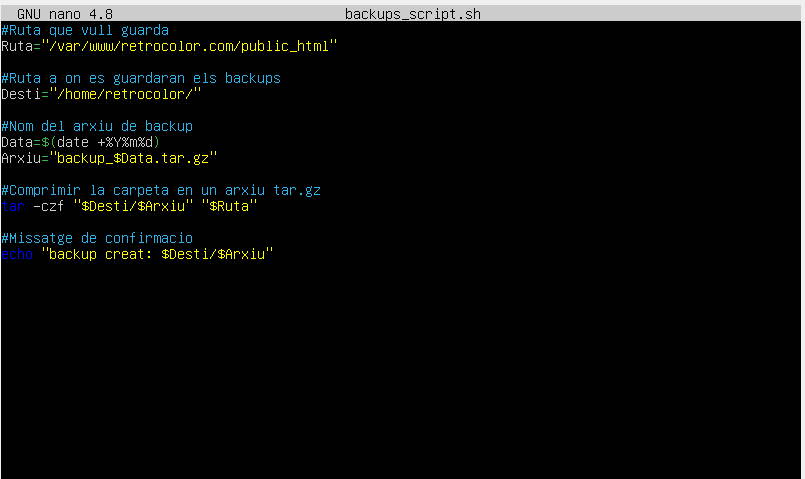 GNU nano 4.8 backups_script.sh
#Ruta que vull guarda
Ruta="/var/www/retrocolor.com/public_html"
#Ruta a on es guardaran els backups
Desti="/home/retrocolor/"
#Nom del arxiu de backup
Data=$(date +%Y%m%d)
Arxiu="backup_$Data.tar.gz"
#Comprimir la carpeta en un arxiu tar.gz
tar -czf "$Desti/$Arxiu" "$Ruta"
#Missatge de confirmacio
echo "backup creat: $Desti/$Arxiu"